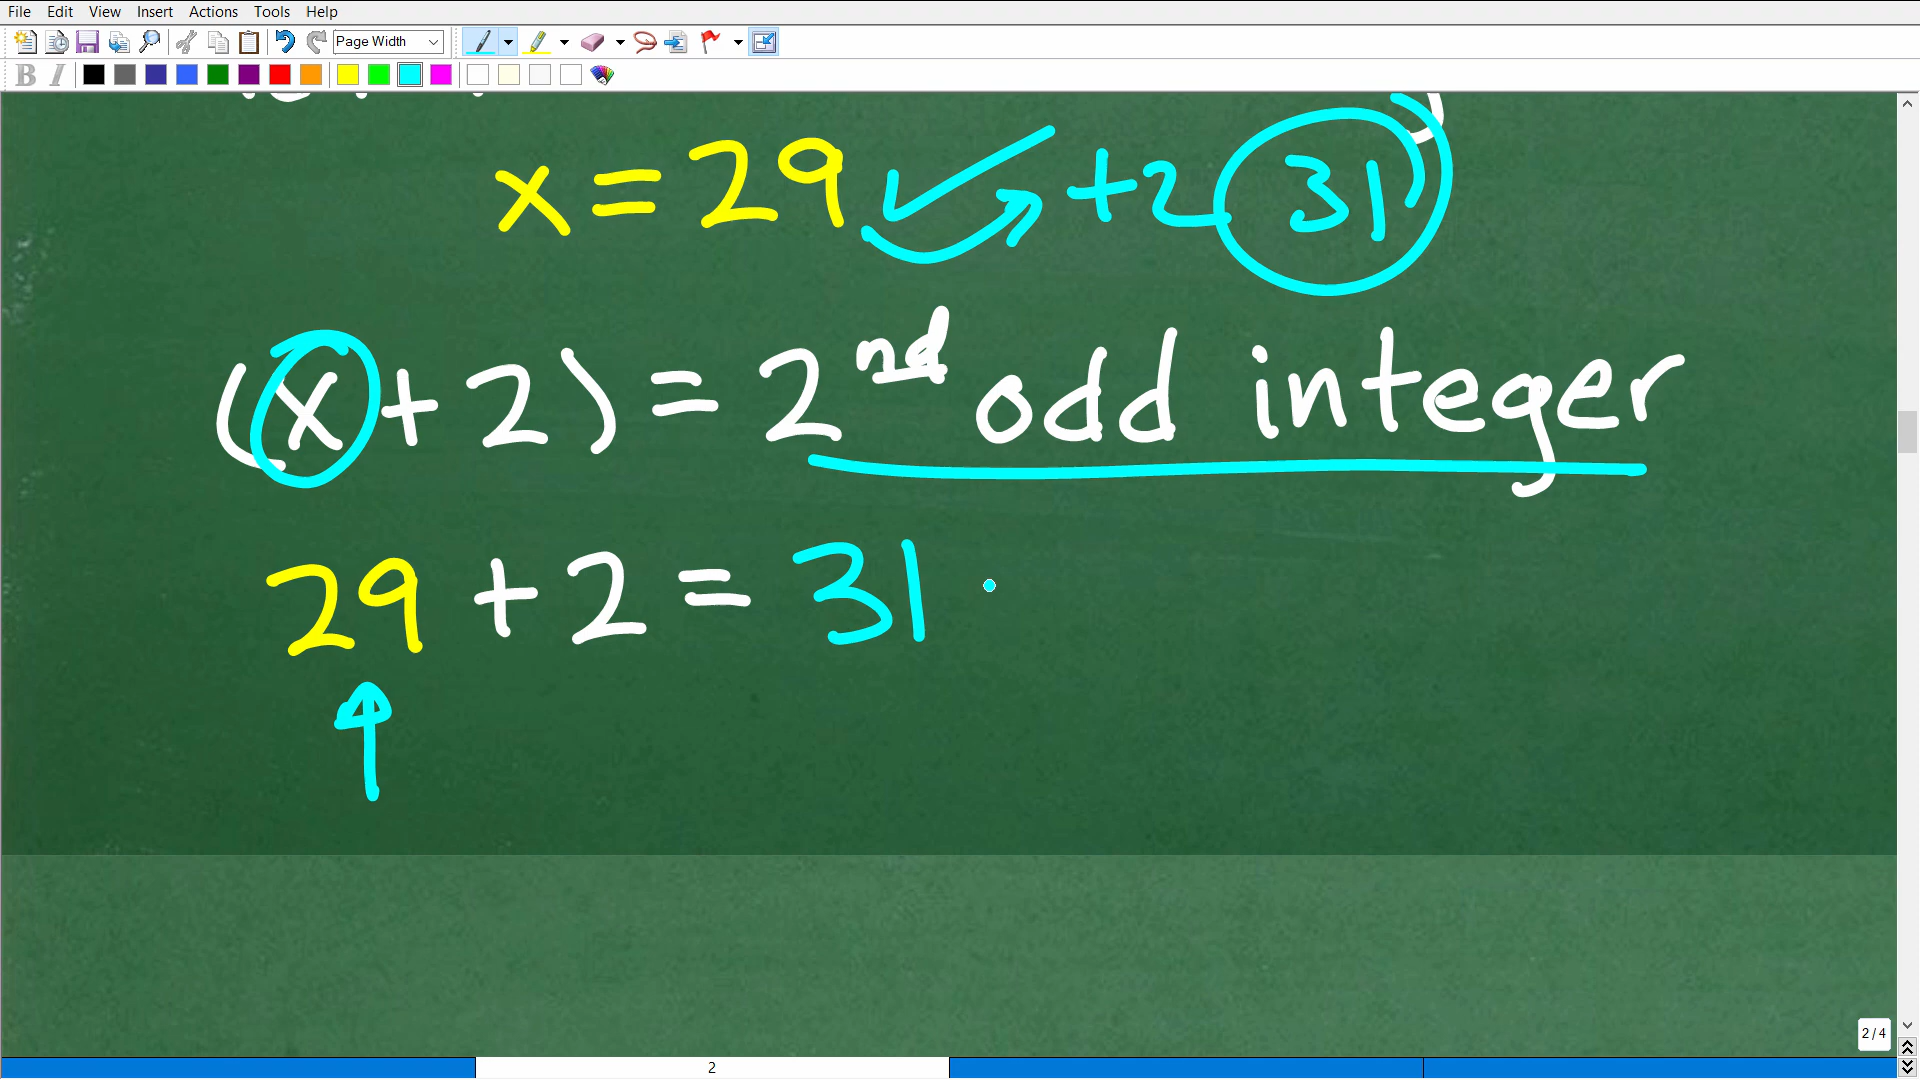 File Edit View Insert Actions Tools Help
Page Width
B I
x = 29 +2 31
(x + 2) = 2nd odd integer
29 + 2 = 31
2 / 4
2